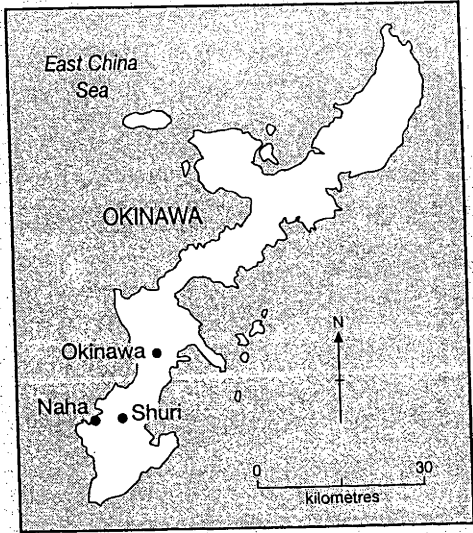 East China
Sea
OKINAWA
N
Okinawa
Naha
Shuri
0 30
kilometres